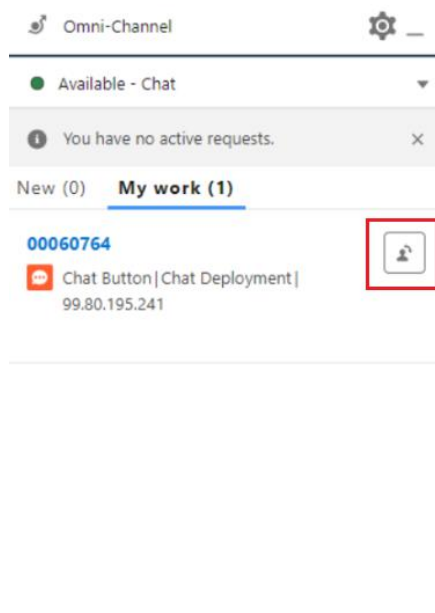 Omni-Channel
Available - Chat
You have no active requests.
New (0) My work (1)
00060764
Chat Button|Chat Deployment|
99.80.195.241